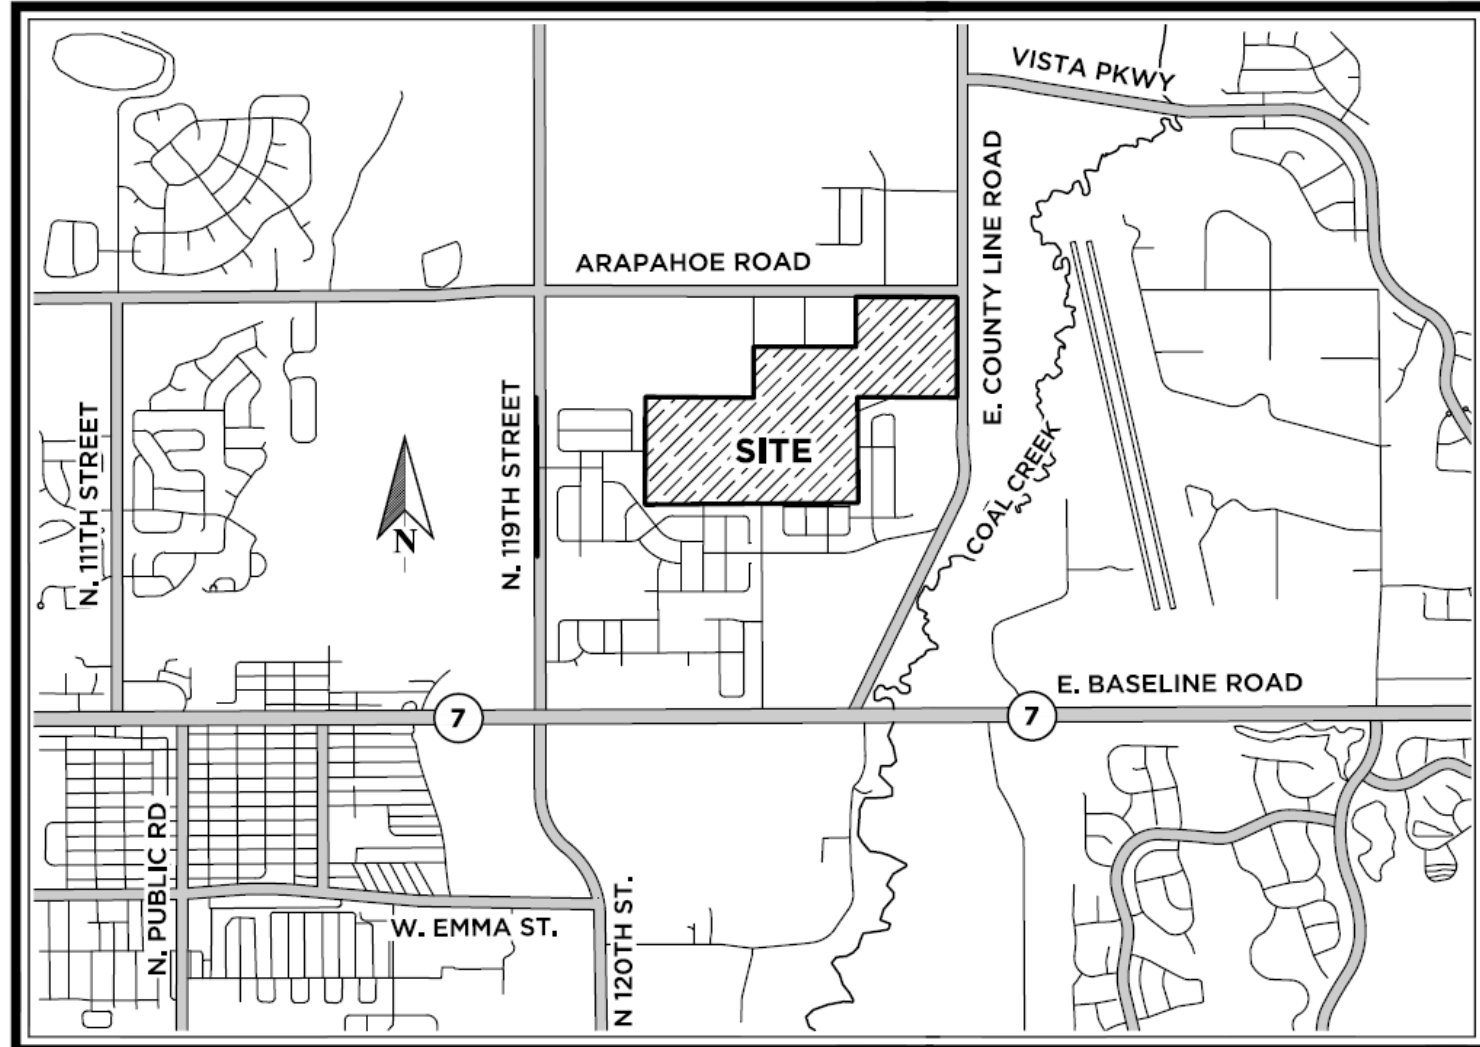 VISTA PKWY
E. COUNTY LINE ROAD
ARAPAHOE ROAD
N. 111TH STREET
N. 119TH STREET
SITE
COAL CREEK
N
E. BASELINE ROAD
7
7
N. PUBLIC RD
W. EMMA ST.
N 120TH ST.